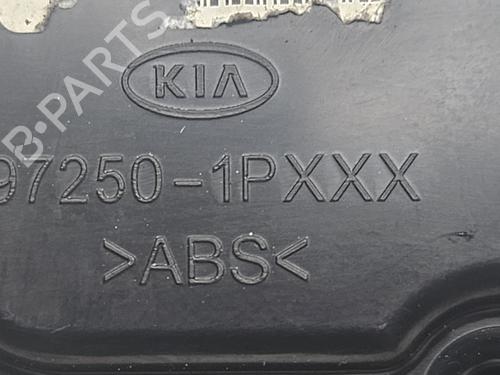 B-PARTS
KIA
97250-1PXXX
>ABS<